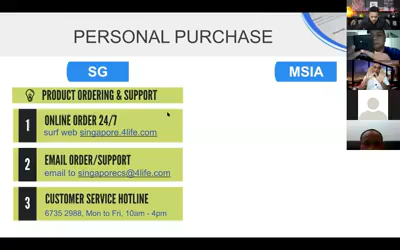 PERSONAL PURCHASE
SG
MSIA
PRODUCT ORDERING & SUPPORT
1
ONLINE ORDER 24/7
surf web singapore.4life.com
2
EMAIL ORDER/SUPPORT
email to singaporecs@4life.com
3
CUSTOMER SERVICE HOTLINE
6735 2988, Mon to Fri, 10am - 4pm